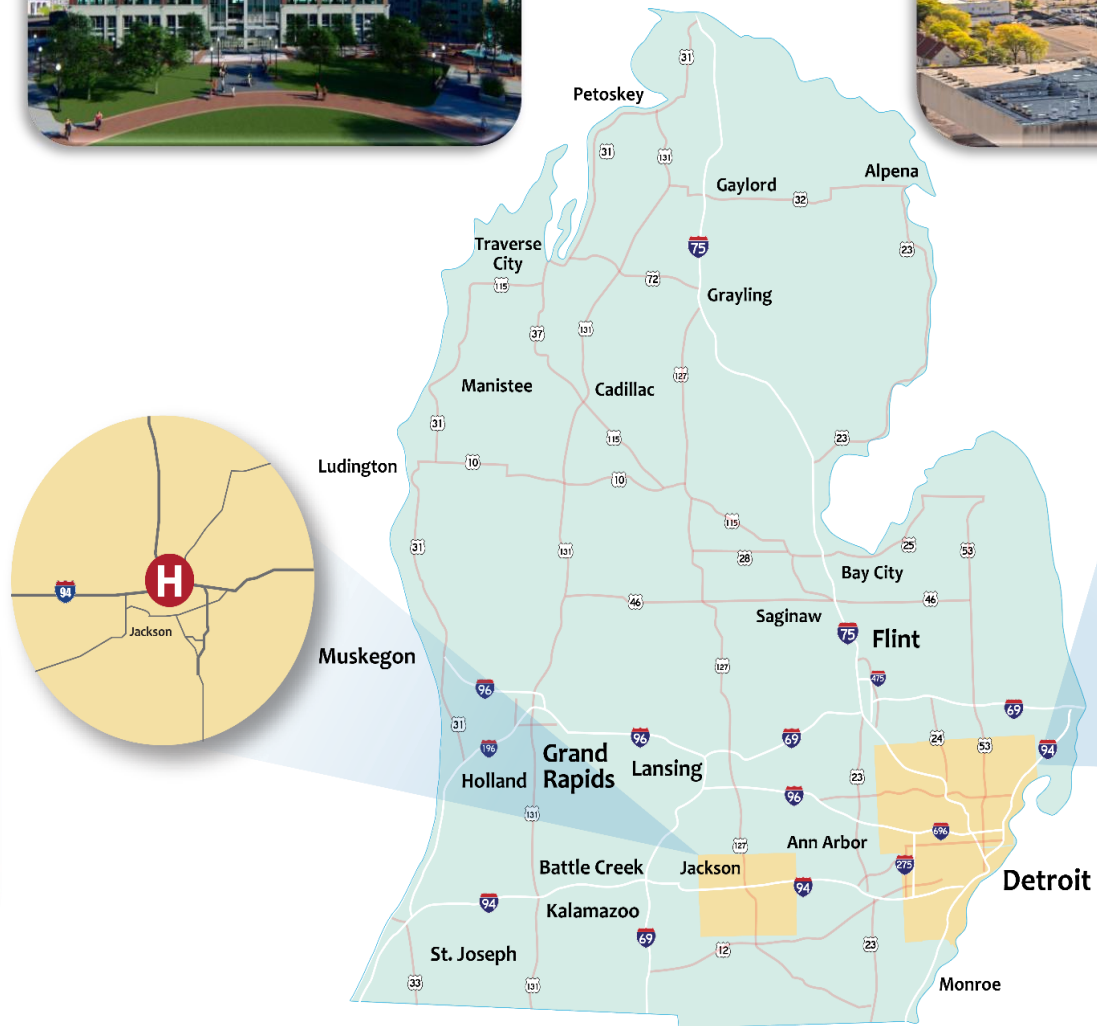 31
Petoskey
31
131
Gaylord
Alpena
32
75
23
Traverse
City
115
72
Grayling
37
131
127
Manistee
Cadillac
31
115
23
Ludington
10
10
115
31
131
28
25
53
Bay City
94
H
Jackson
46
46
Saginaw
75
Flint
Muskegon
127
475
96
69
31
196
96
69
24
53
94
Grand
Rapids
Lansing
Holland
23
96
131
696
127
Ann Arbor
275
Battle Creek
Jackson
94
Detroit
94
Kalamazoo
69
12
23
St. Joseph
33
131
Monroe